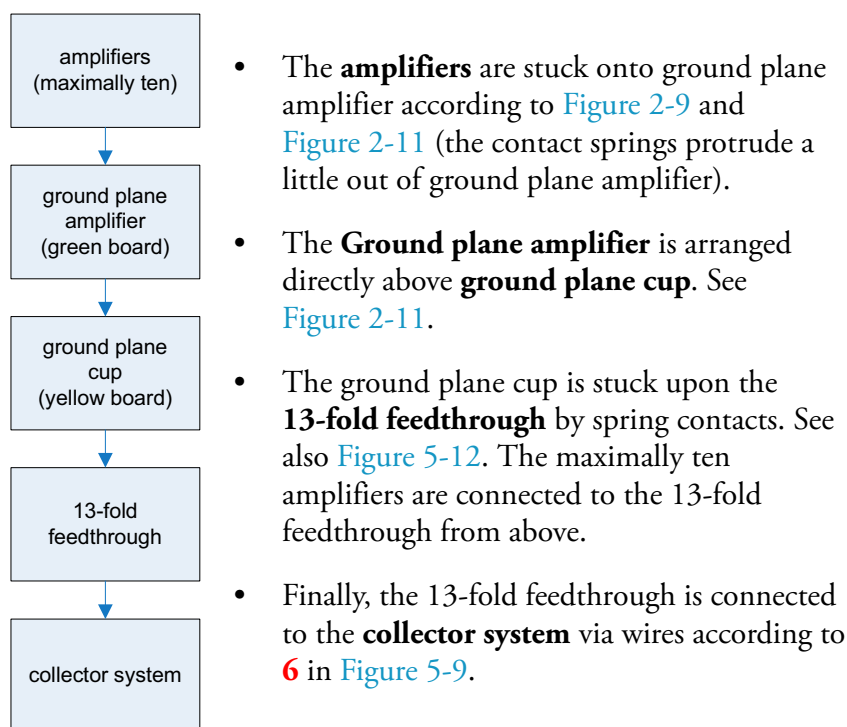 amplifiers
(maximally ten)
ground plane
amplifier
(green board)
ground plane
cup
(yellow board)
13-fold
feedthrough
collector system
• The amplifiers are stuck onto ground plane
amplifier according to Figure 2-9 and
Figure 2-11 (the contact springs protrude a
little out of ground plane amplifier).
• The Ground plane amplifier is arranged
directly above ground plane cup. See
Figure 2-11.
• The ground plane cup is stuck upon the
13-fold feedthrough by spring contacts. See
also Figure 5-12. The maximally ten
amplifiers are connected to the 13-fold
feedthrough from above.
• Finally, the 13-fold feedthrough is connected
to the collector system via wires according to
6 in Figure 5-9.